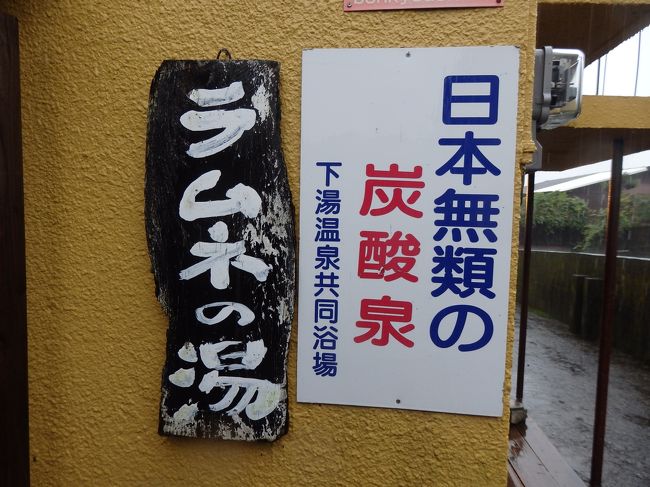 日本無類の
炭酸泉
下湯温泉共同浴場
ラムネの湯